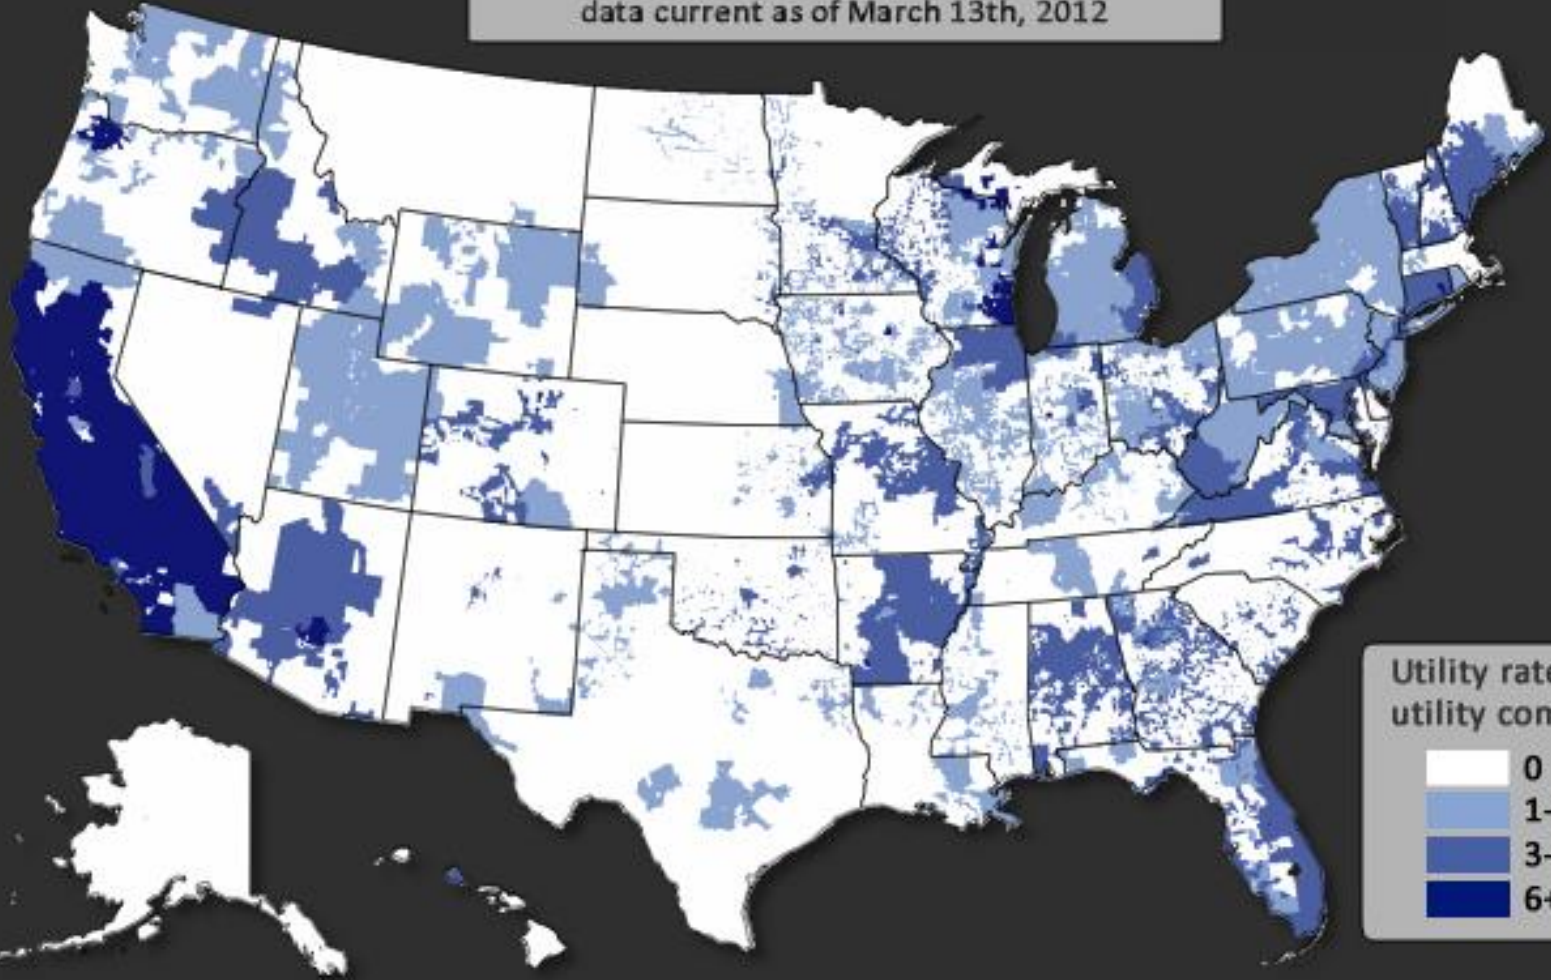 data current as of March 13th, 2012
Utility rate
utility con
0
1-
3-
6+